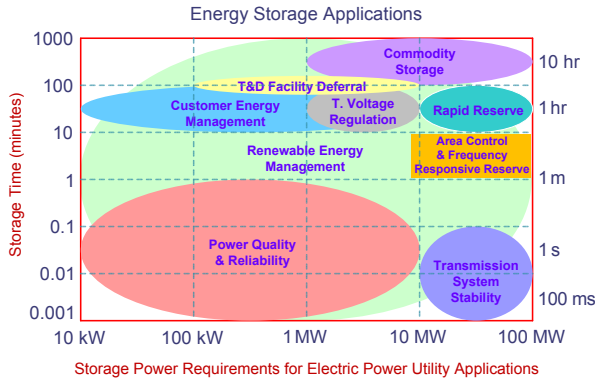 Energy Storage Applications
Storage Time (minutes)
1000
100
10
1
0.1
0.01
0.001
10 hr
1 hr
1 m
1 s
100 ms
Commodity
Storage
T&D Facility Deferral
Customer Energy
Management
T. Voltage
Regulation
Rapid Reserve
Renewable Energy
Management
Area Control
& Frequency
Responsive Reserve
Power Quality
& Reliability
Transmission
System
Stability
10 kW
100 kW
1 MW
10 MW
100 MW
Storage Power Requirements for Electric Power Utility Applications